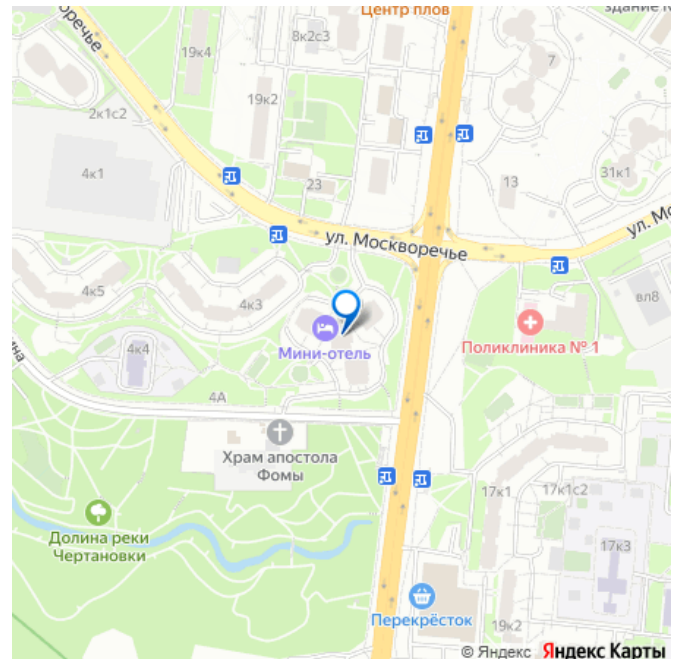 Центр плов
здание
8к2с3
19к4
7
19к2
2к1с2
4к1
23
13
31к1
ул. Москворечье
ул. Мо
4к5
4к3
вл8
Мини-отель
Поликлиника № 1
4к4
ина
4А
Храм апостола
Фомы
17к1
17к1с2
Долина реки
Чертановки
17к3
Перекрёсток
19к2
© Яндекс Яндекс Карты